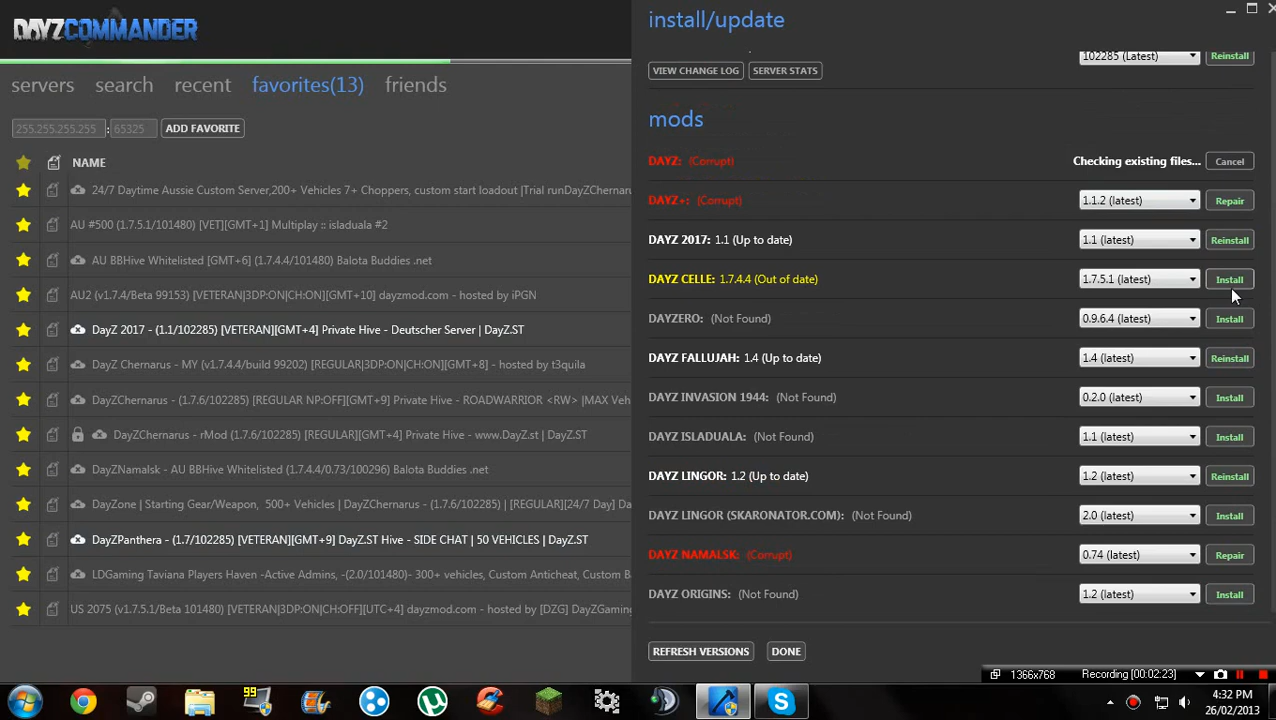 DAYZCOMMANDER
servers search recent favorites(13) friends
255.255.255.255 : 65325 ADD FAVORITE
NAME
24/7 Daytime Aussie Custom Server,200+ Vehicles 7+ Choppers, custom start loadout |Trial runDayZChernarus
AU #500 (1.7.5.1/101480) [VET][GMT+1] Multiplay :: isladuala #2
AU BBHive Whitelisted [GMT+6] (1.7.4.4/101480) Balota Buddies .net
AU2 (v1.7.4/Beta 99153) [VETERAN|3DP:ON|CH:ON][GMT+10] dayzmod.com - hosted by iPGN
DayZ 2017 - (1.1/102285) [VETERAN][GMT+4] Private Hive - Deutscher Server | DayZ.ST
DayZ Chernarus - MY (v1.7.4.4/build 99202) [REGULAR|3DP:ON|CH:ON][GMT+8] - hosted by t3quila
DayZChernarus - (1.7.6/102285) [REGULAR NP:OFF][GMT+9] Private Hive - ROADWARRIOR <RW> |MAX Vehicl
DayZChernarus - rMod (1.7.6/102285) [REGULAR][GMT+4] Private Hive - www.DayZ.st | DayZ.ST
DayZNamalsk - AU BBHive Whitelisted (1.7.4.4/0.73/100296) Balota Buddies .net
DayZone | Starting Gear/Weapon, 500+ Vehicles | DayZChernarus - (1.7.6/102285) | [REGULAR][24/7 Day] Da
DayZPanthera - (1.7/102285) [VETERAN][GMT+9] DayZ.ST Hive - SIDE CHAT | 50 VEHICLES | DayZ.ST
LDGaming Taviana Players Haven -Active Admins, -(2.0/101480)- 300+ vehicles, Custom Anticheat, Custom B
US 2075 (v1.7.5.1/Beta 101480) [VETERAN|3DP:ON|CH:OFF][UTC+4] dayzmod.com - hosted by [DZG] DayZGaming
install/update
102285 (Latest) Reinstall
VIEW CHANGE LOG SERVER STATS
mods
DAYZ: (Corrupt) Checking existing files... Cancel
DAYZ+: (Corrupt) 1.1.2 (latest) Repair
DAYZ 2017: 1.1 (Up to date) 1.1 (latest) Reinstall
DAYZ CELLE: 1.7.4.4 (Out of date) 1.7.5.1 (latest) Install
DAYZERO: (Not Found) 0.9.6.4 (latest) Install
DAYZ FALLUJAH: 1.4 (Up to date) 1.4 (latest) Reinstall
DAYZ INVASION 1944: (Not Found) 0.2.0 (latest) Install
DAYZ ISLADUALA: (Not Found) 1.1 (latest) Install
DAYZ LINGOR: 1.2 (Up to date) 1.2 (latest) Reinstall
DAYZ LINGOR (SKARONATOR.COM): (Not Found) 2.0 (latest) Install
DAYZ NAMALSK: (Corrupt) 0.74 (latest) Repair
DAYZ ORIGINS: (Not Found) 1.2 (latest) Install
REFRESH VERSIONS DONE
1366x768 Recording [00:02:23]
99
4:32 PM
26/02/2013